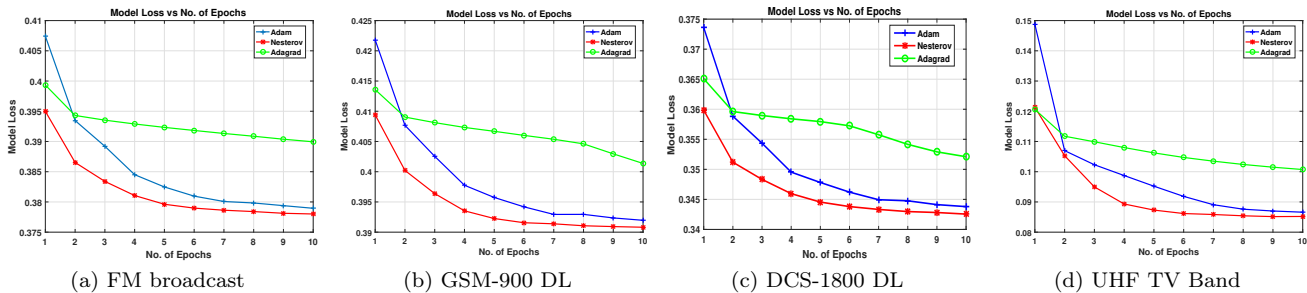 Model Loss vs No. of Epochs
0.41
0.405
0.4
0.395
0.39
0.385
0.38
0.375
Model Loss
Adam
Nesterov
Adagrad
1 2 3 4 5 6 7 8 9 10
No. of Epochs
(a) FM broadcast
Model Loss vs No. of Epochs
0.425
0.42
0.415
0.41
0.405
0.4
0.395
0.39
Model Loss
Adam
Nesterov
Adagrad
1 2 3 4 5 6 7 8 9 10
No. of Epochs
(b) GSM-900 DL
Model Loss vs No. of Epochs
0.375
0.37
0.365
0.36
0.355
0.35
0.345
0.34
Model Loss
Adam
Nesterov
Adagrad
1 2 3 4 5 6 7 8 9 10
No. of Epochs
(c) DCS-1800 DL
Model Loss vs No. of Epochs
0.15
0.14
0.13
0.12
0.11
0.1
0.09
0.08
Model Loss
Adam
Nesterov
Adagrad
1 2 3 4 5 6 7 8 9 10
No. of Epochs
(d) UHF TV Band